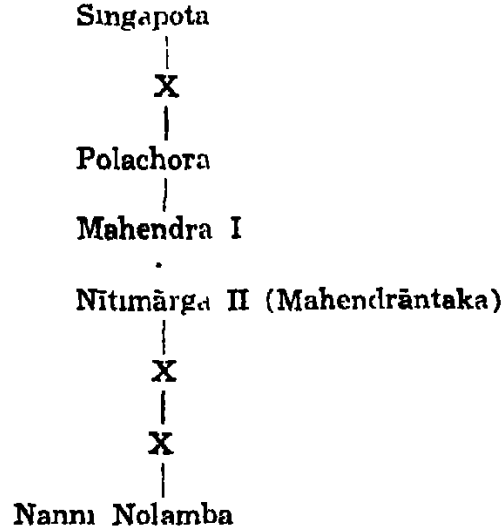 Singapota
X
Polachora
Mahendra I
Nītimārga II (Mahendrāntaka)
X
X
Nanni Nolamba